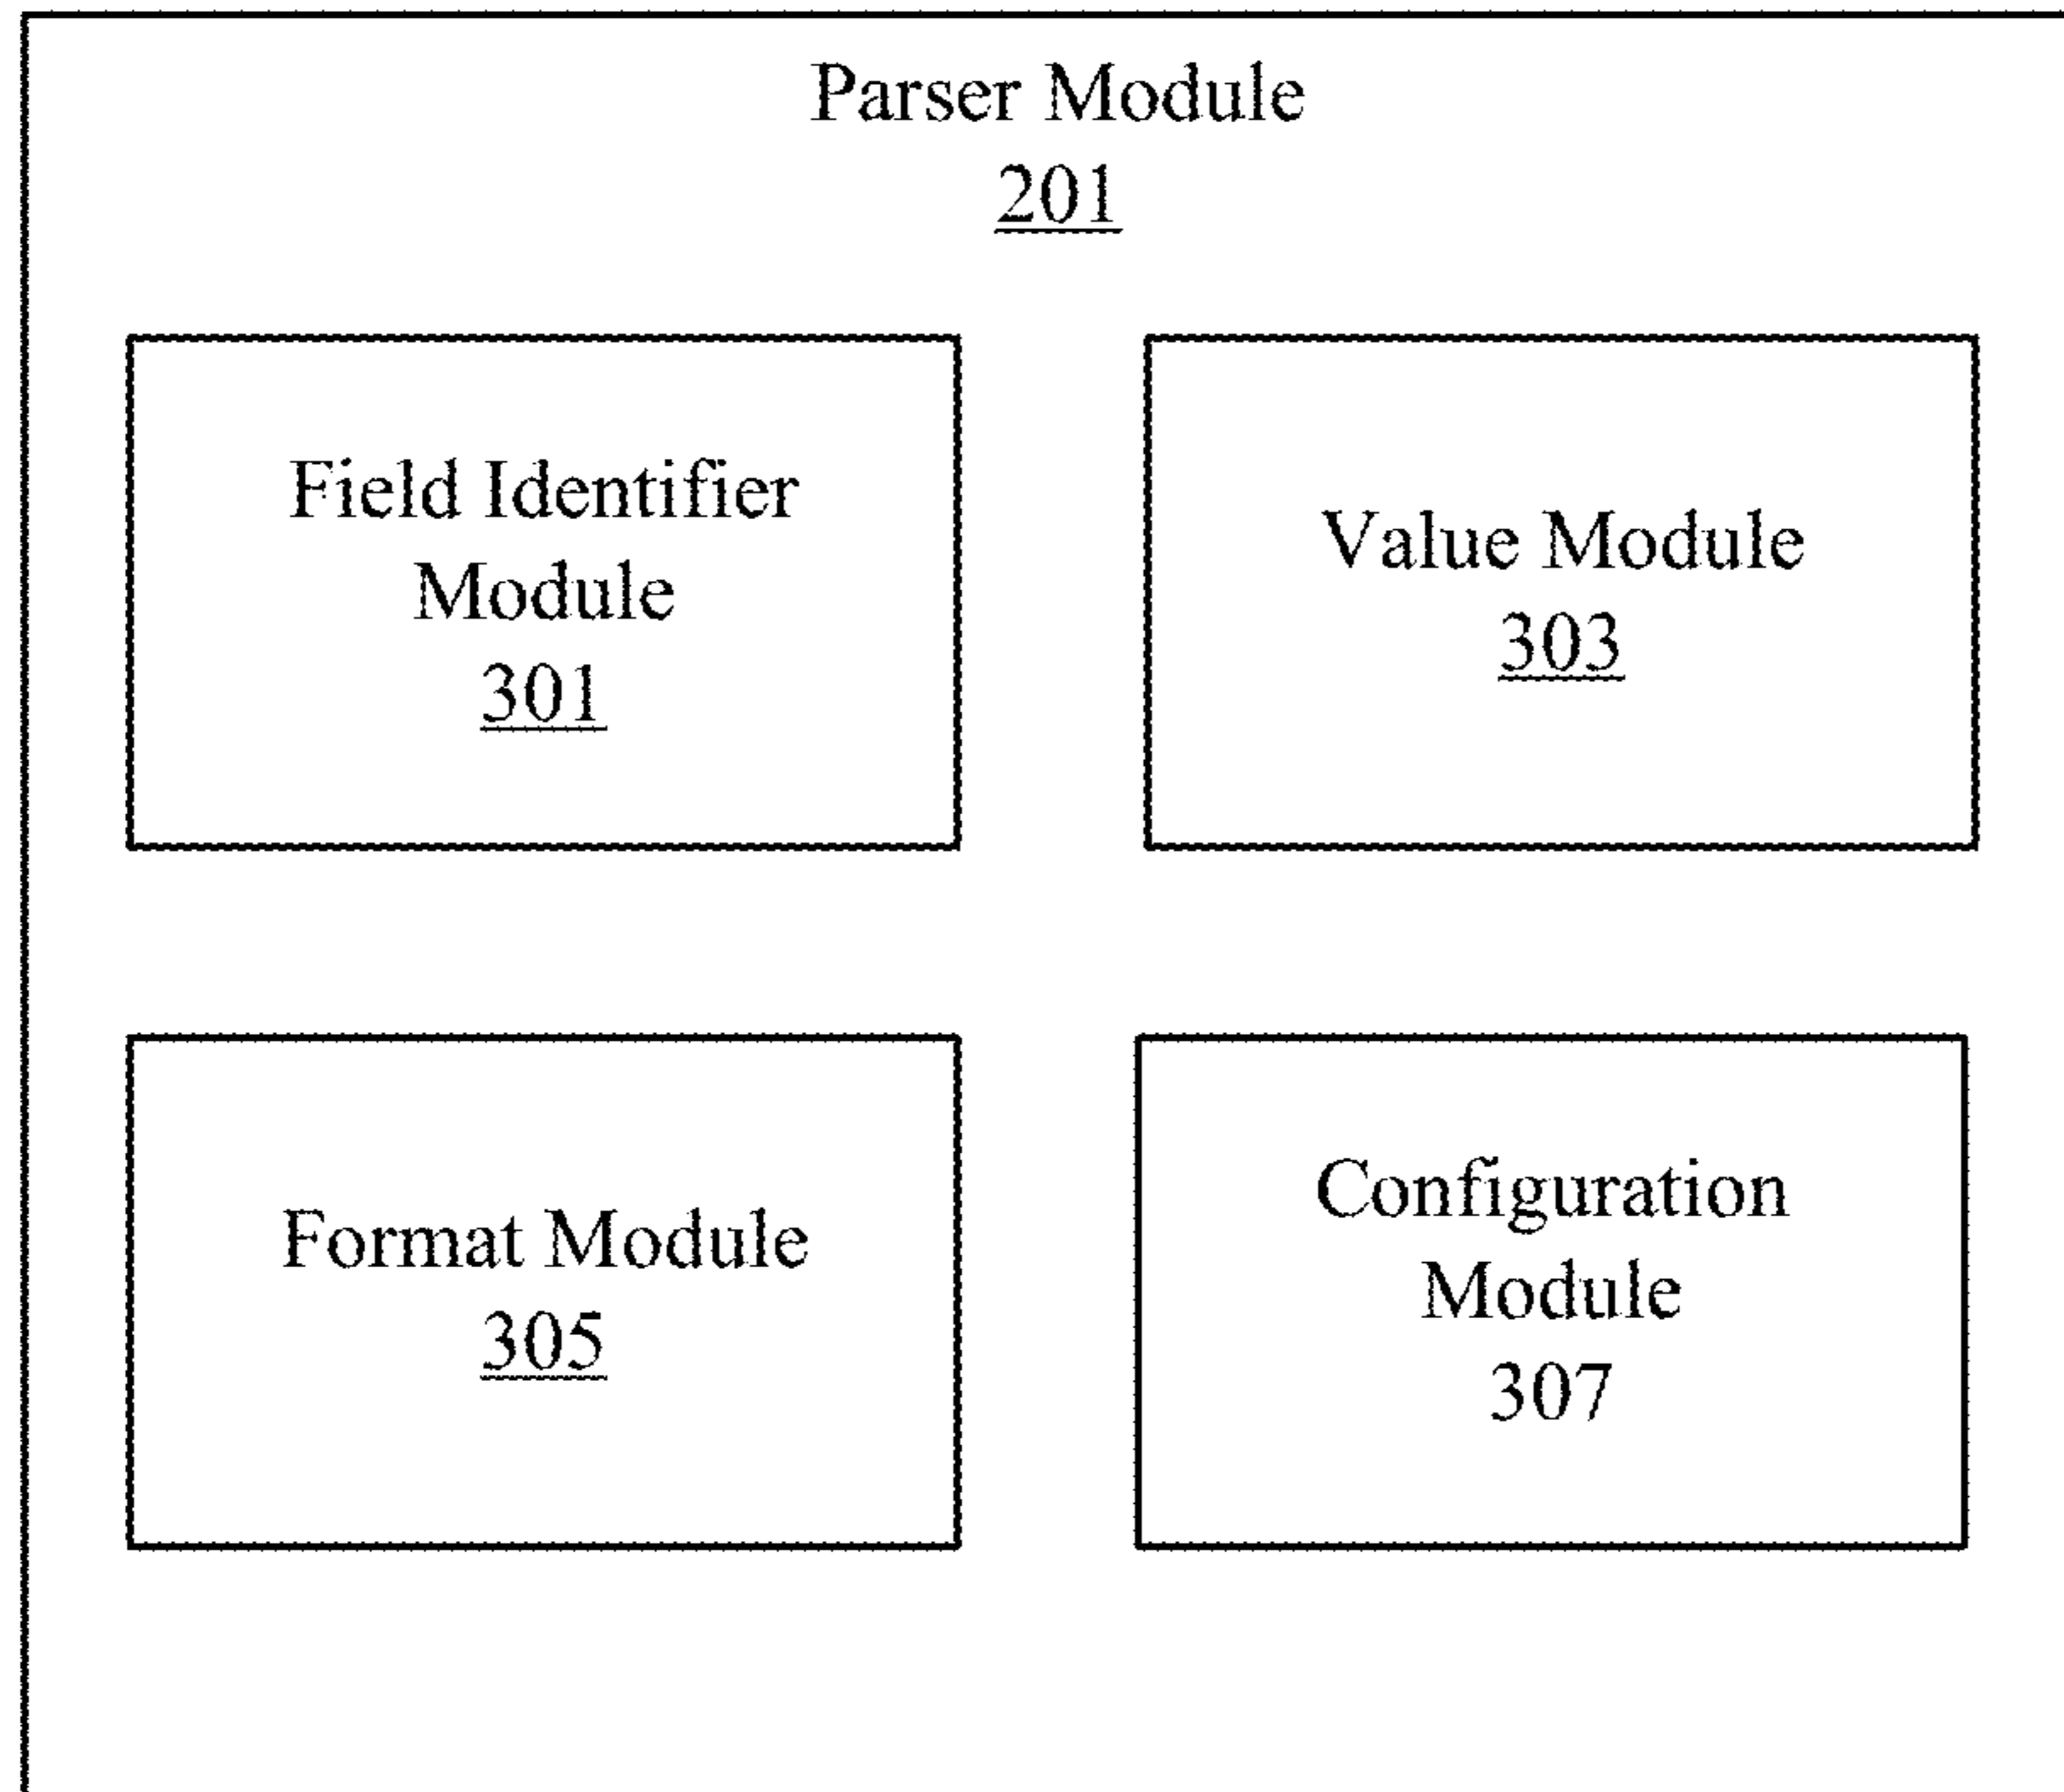 Parser Module
201
Field Identifier
Module
301
Value Module
303
Format Module
305
Configuration
Module
307